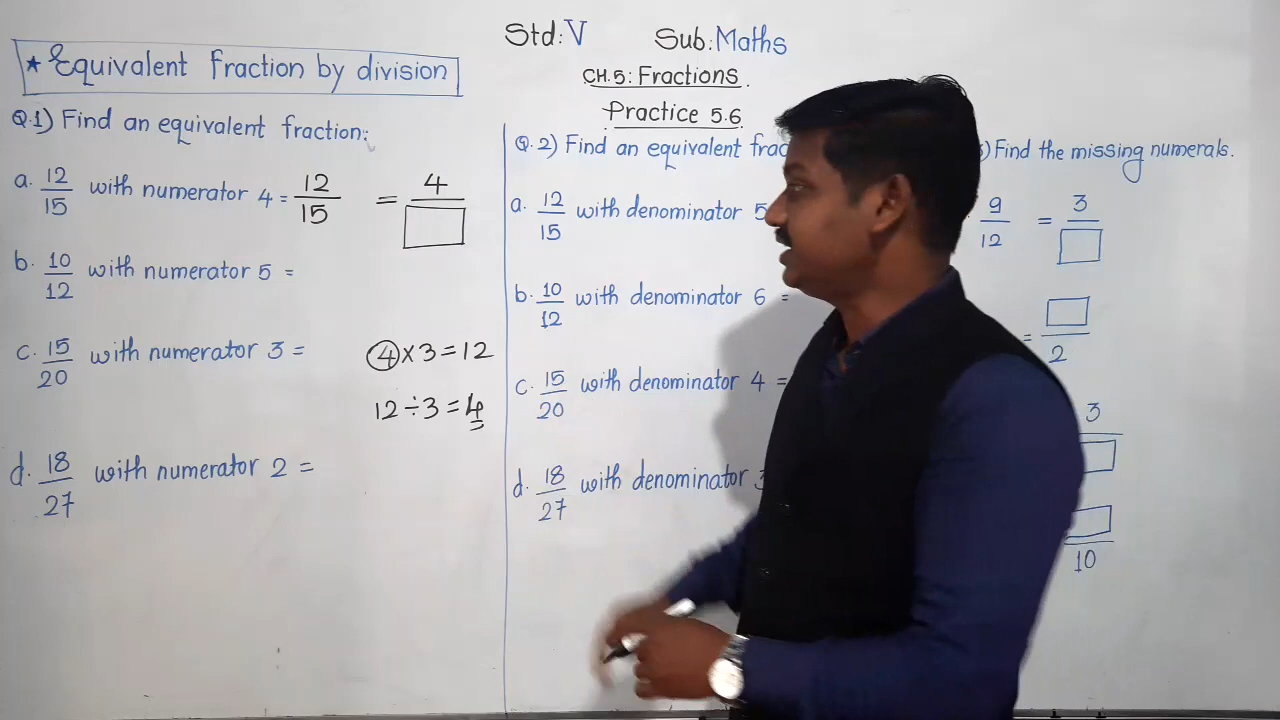 Std: V Sub: Maths
CH.5: Fractions.
Practice 5.6
★ Equivalent fraction by division
Q.1) Find an equivalent fraction:
a. 12/15 with numerator 4 = 12/15 = 4/□
b. 10/12 with numerator 5 =
c. 15/20 with numerator 3 =
4 x 3 = 12
12 ÷ 3 = 4
d. 18/27 with numerator 2 =
Q.2) Find an equivalent
a. 12/15 with denominator 5
b. 10/12 with denominator 6 =
c. 15/20 with denominator 4 =
d. 18/27 with denominator
) Find the missing numerals.
9/12 = 3/□
= □/2
3/□
□/10